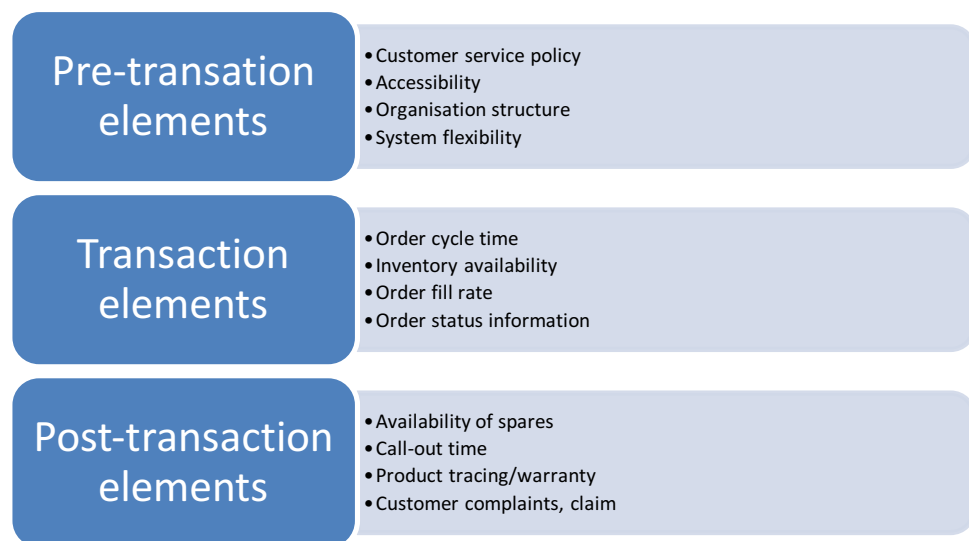 Pre-transation
elements
•Customer service policy
•Accessibility
•Organisation structure
•System flexibility
Transaction
elements
•Order cycle time
•Inventory availability
•Order fill rate
•Order status information
Post-transaction
elements
•Availability of spares
•Call-out time
•Product tracing/warranty
•Customer complaints, claim